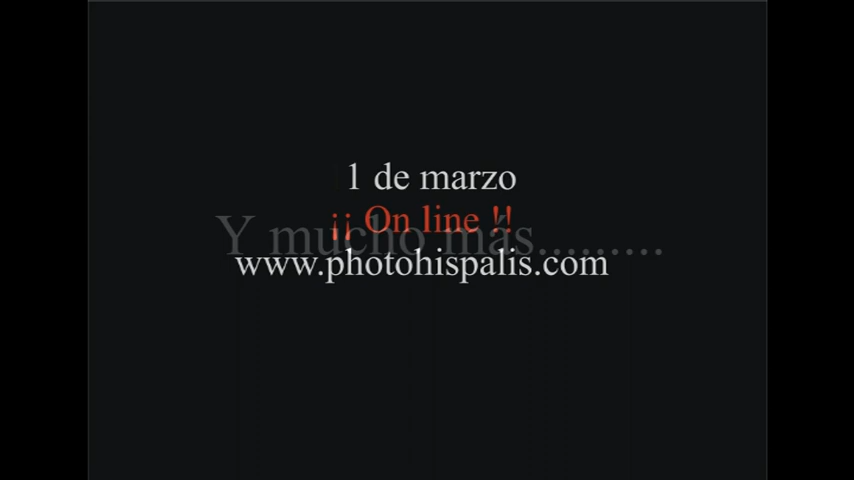 1 de marzo
¡¡ On line !!
Y mucho más.........
www.photohispalis.com